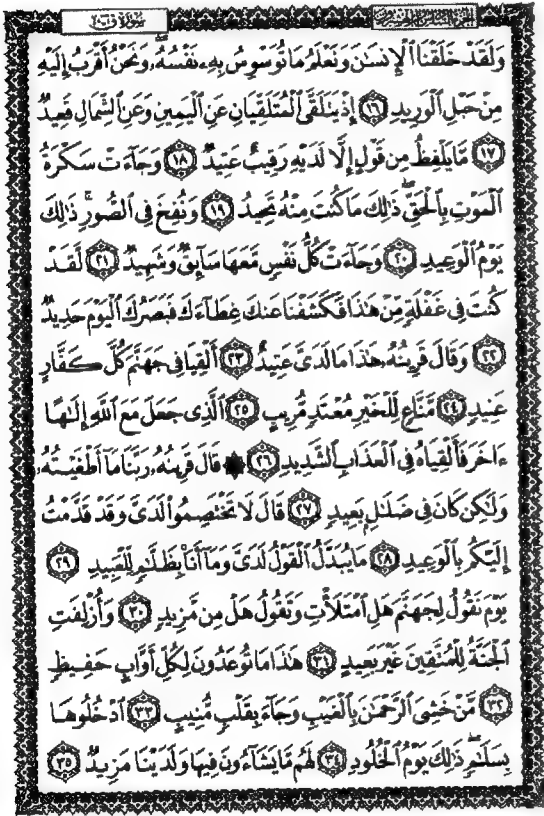 الجزء السادس والعشرون
سورة ق ٥٠
وَلَقَدْ خَلَقْنَا ٱلْإِنسَٰنَ وَنَعْلَمُ مَا تُوَسْوِسُ بِهِۦ نَفْسُهُۥ ۖ وَنَحْنُ أَقْرَبُ إِلَيْهِ
مِنْ حَبْلِ ٱلْوَرِيدِ ١٦ إِذْ يَتَلَقَّى ٱلْمُتَلَقِّيَانِ عَنِ ٱلْيَمِينِ وَعَنِ ٱلشِّمَالِ قَعِيدٌ
١٧ مَّا يَلْفِظُ مِن قَوْلٍ إِلَّا لَدَيْهِ رَقِيبٌ عَتِيدٌ ١٨ وَجَآءَتْ سَكْرَةُ
ٱلْمَوْتِ بِٱلْحَقِّ ۖ ذَٰلِكَ مَا كُنتَ مِنْهُ تَحِيدُ ١٩ وَنُفِخَ فِى ٱلصُّورِ ۚ ذَٰلِكَ
يَوْمُ ٱلْوَعِيدِ ٢٠ وَجَآءَتْ كُلُّ نَفْسٍ مَّعَهَا سَآئِقٌ وَشَهِيدٌ ٢١ لَّقَدْ
كُنتَ فِى غَفْلَةٍ مِّنْ هَٰذَا فَكَشَفْنَا عَنكَ غِطَآءَكَ فَبَصَرُكَ ٱلْيَوْمَ حَدِيدٌ
٢٢ وَقَالَ قَرِينُهُۥ هَٰذَا مَا لَدَىَّ عَتِيدٌ ٢٣ أَلْقِيَا فِى جَهَنَّمَ كُلَّ كَفَّارٍ
عَنِيدٍ ٢٤ مَّنَّاعٍ لِّلْخَيْرِ مُعْتَدٍ مُّرِيبٍ ٢٥ ٱلَّذِى جَعَلَ مَعَ ٱللَّهِ إِلَٰهًا
ءَاخَرَ فَأَلْقِيَاهُ فِى ٱلْعَذَابِ ٱلشَّدِيدِ ٢٦ ۞ قَالَ قَرِينُهُۥ رَبَّنَا مَآ أَطْغَيْتُهُۥ
وَلَٰكِن كَانَ فِى ضَلَٰلٍۭ بَعِيدٍ ٢٧ قَالَ لَا تَخْتَصِمُوا۟ لَدَىَّ وَقَدْ قَدَّمْتُ
إِلَيْكُم بِٱلْوَعِيدِ ٢٨ مَا يُبَدَّلُ ٱلْقَوْلُ لَدَىَّ وَمَآ أَنَا۠ بِظَلَّٰمٍ لِّلْعَبِيدِ ٢٩
يَوْمَ نَقُولُ لِجَهَنَّمَ هَلِ ٱمْتَلَأْتِ وَتَقُولُ هَلْ مِن مَّزِيدٍ ٣٠ وَأُزْلِفَتِ
ٱلْجَنَّةُ لِلْمُتَّقِينَ غَيْرَ بَعِيدٍ ٣١ هَٰذَا مَا تُوعَدُونَ لِكُلِّ أَوَّابٍ حَفِيظٍ
٣٢ مَّنْ خَشِىَ ٱلرَّحْمَٰنَ بِٱلْغَيْبِ وَجَآءَ بِقَلْبٍ مُّنِيبٍ ٣٣ ٱدْخُلُوهَا
بِسَلَٰمٍ ۖ ذَٰلِكَ يَوْمُ ٱلْخُلُودِ ٣٤ لَهُم مَّا يَشَآءُونَ فِيهَا وَلَدَيْنَا مَزِيدٌ ٣٥